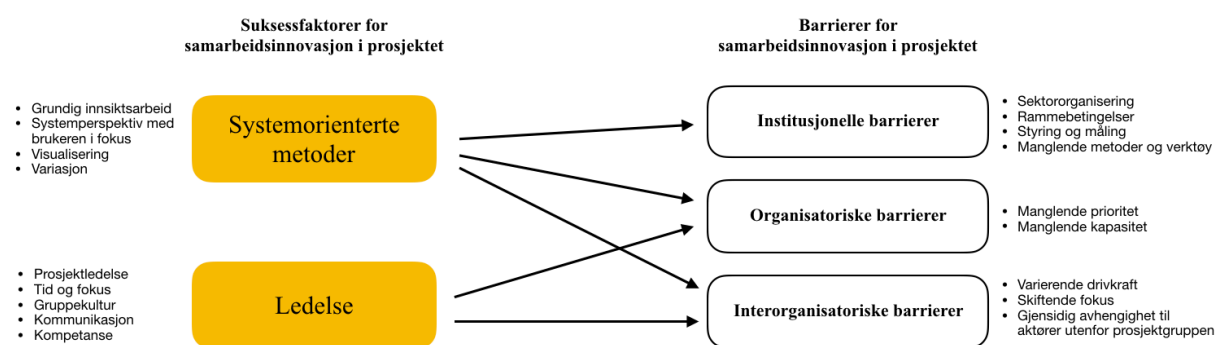 Suksessfaktorer for
samarbeidsinnovasjon i prosjektet
Barrierer for
samarbeidsinnovasjon i prosjektet
• Grundig innsiktsarbeid
• Systemperspektiv med
brukeren i fokus
• Visualisering
• Variasjon
Systemorienterte
metoder
Institusjonelle barrierer
• Sektororganisering
• Rammebetingelser
• Styring og måling
• Manglende metoder og verktøy
Organisatoriske barrierer
• Manglende prioritet
• Manglende kapasitet
• Prosjektledelse
• Tid og fokus
• Gruppekultur
• Kommunikasjon
• Kompetanse
Ledelse
Interorganisatoriske barrierer
• Varierende drivkraft
• Skiftende fokus
• Gjensidig avhengighet til
aktører utenfor prosjektgruppen